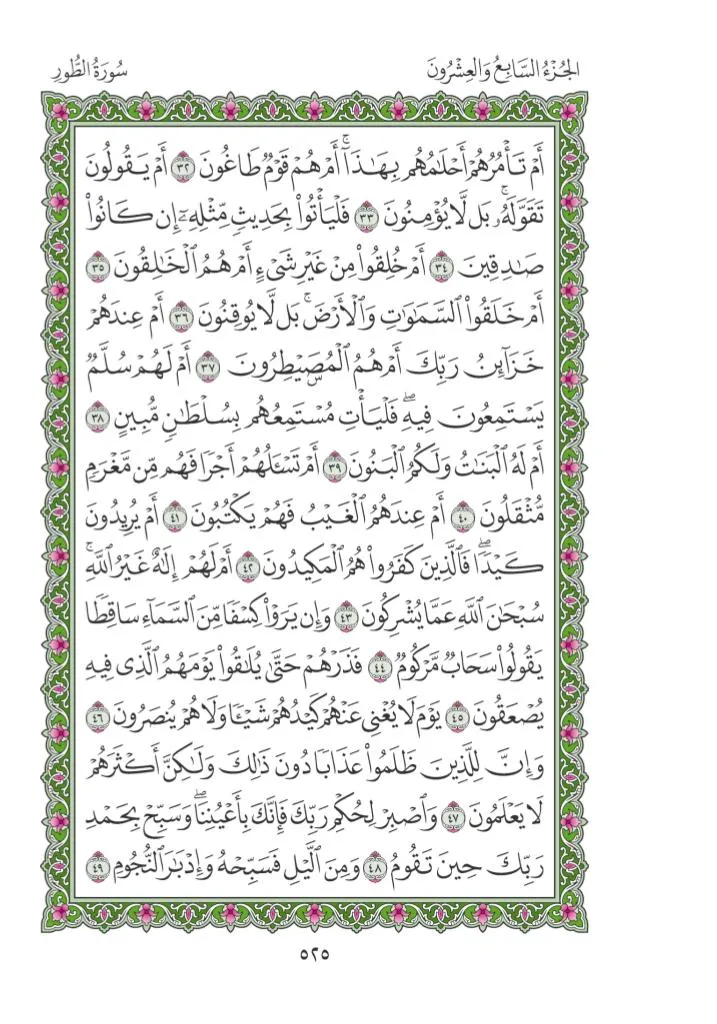 الجُزْءُ السَّابِعُ وَالعِشْرُونَ
سُورَةُ الطُّورِ
أَمۡ تَأۡمُرُهُمۡ أَحۡلَٰمُهُم بِهَٰذَآۚ أَمۡ هُمۡ قَوۡمٞ طَاغُونَ ٣٢ أَمۡ يَقُولُونَ
تَقَوَّلَهُۥۚ بَل لَّا يُؤۡمِنُونَ ٣٣ فَلۡيَأۡتُواْ بِحَدِيثٖ مِّثۡلِهِۦٓ إِن كَانُواْ
صَٰدِقِينَ ٣٤ أَمۡ خُلِقُواْ مِنۡ غَيۡرِ شَيۡءٍ أَمۡ هُمُ ٱلۡخَٰلِقُونَ ٣٥
أَمۡ خَلَقُواْ ٱلسَّمَٰوَٰتِ وَٱلۡأَرۡضَۚ بَل لَّا يُوقِنُونَ ٣٦ أَمۡ عِندَهُمۡ
خَزَآئِنُ رَبِّكَ أَمۡ هُمُ ٱلۡمُصَۜيۡطِرُونَ ٣٧ أَمۡ لَهُمۡ سُلَّمٞ
يَسۡتَمِعُونَ فِيهِۖ فَلۡيَأۡتِ مُسۡتَمِعُهُم بِسُلۡطَٰنٖ مُّبِينٍ ٣٨
أَمۡ لَهُ ٱلۡبَنَٰتُ وَلَكُمُ ٱلۡبَنُونَ ٣٩ أَمۡ تَسۡـَٔلُهُمۡ أَجۡرٗا فَهُم مِّن مَّغۡرَمٖ
مُّثۡقَلُونَ ٤٠ أَمۡ عِندَهُمُ ٱلۡغَيۡبُ فَهُمۡ يَكۡتُبُونَ ٤١ أَمۡ يُرِيدُونَ
كَيۡدٗاۖ فَٱلَّذِينَ كَفَرُواْ هُمُ ٱلۡمَكِيدُونَ ٤٢ أَمۡ لَهُمۡ إِلَٰهٌ غَيۡرُ ٱللَّهِۚ
سُبۡحَٰنَ ٱللَّهِ عَمَّا يُشۡرِكُونَ ٤٣ وَإِن يَرَوۡاْ كِسۡفٗا مِّنَ ٱلسَّمَآءِ سَاقِطٗا
يَقُولُواْ سَحَابٞ مَّرۡكُومٞ ٤٤ فَذَرۡهُمۡ حَتَّىٰ يُلَٰقُواْ يَوۡمَهُمُ ٱلَّذِي فِيهِ
يُصۡعَقُونَ ٤٥ يَوۡمَ لَا يُغۡنِي عَنۡهُمۡ كَيۡدُهُمۡ شَيۡـٔٗا وَلَا هُمۡ يُنصَرُونَ ٤٦
وَإِنَّ لِلَّذِينَ ظَلَمُواْ عَذَابٗا دُونَ ذَٰلِكَ وَلَٰكِنَّ أَكۡثَرَهُمۡ
لَا يَعۡلَمُونَ ٤٧ وَٱصۡبِرۡ لِحُكۡمِ رَبِّكَ فَإِنَّكَ بِأَعۡيُنِنَاۖ وَسَبِّحۡ بِحَمۡدِ
رَبِّكَ حِينَ تَقُومُ ٤٨ وَمِنَ ٱلَّيۡلِ فَسَبِّحۡهُ وَإِدۡبَٰرَ ٱلنُّجُومِ ٤٩
٥٢٥